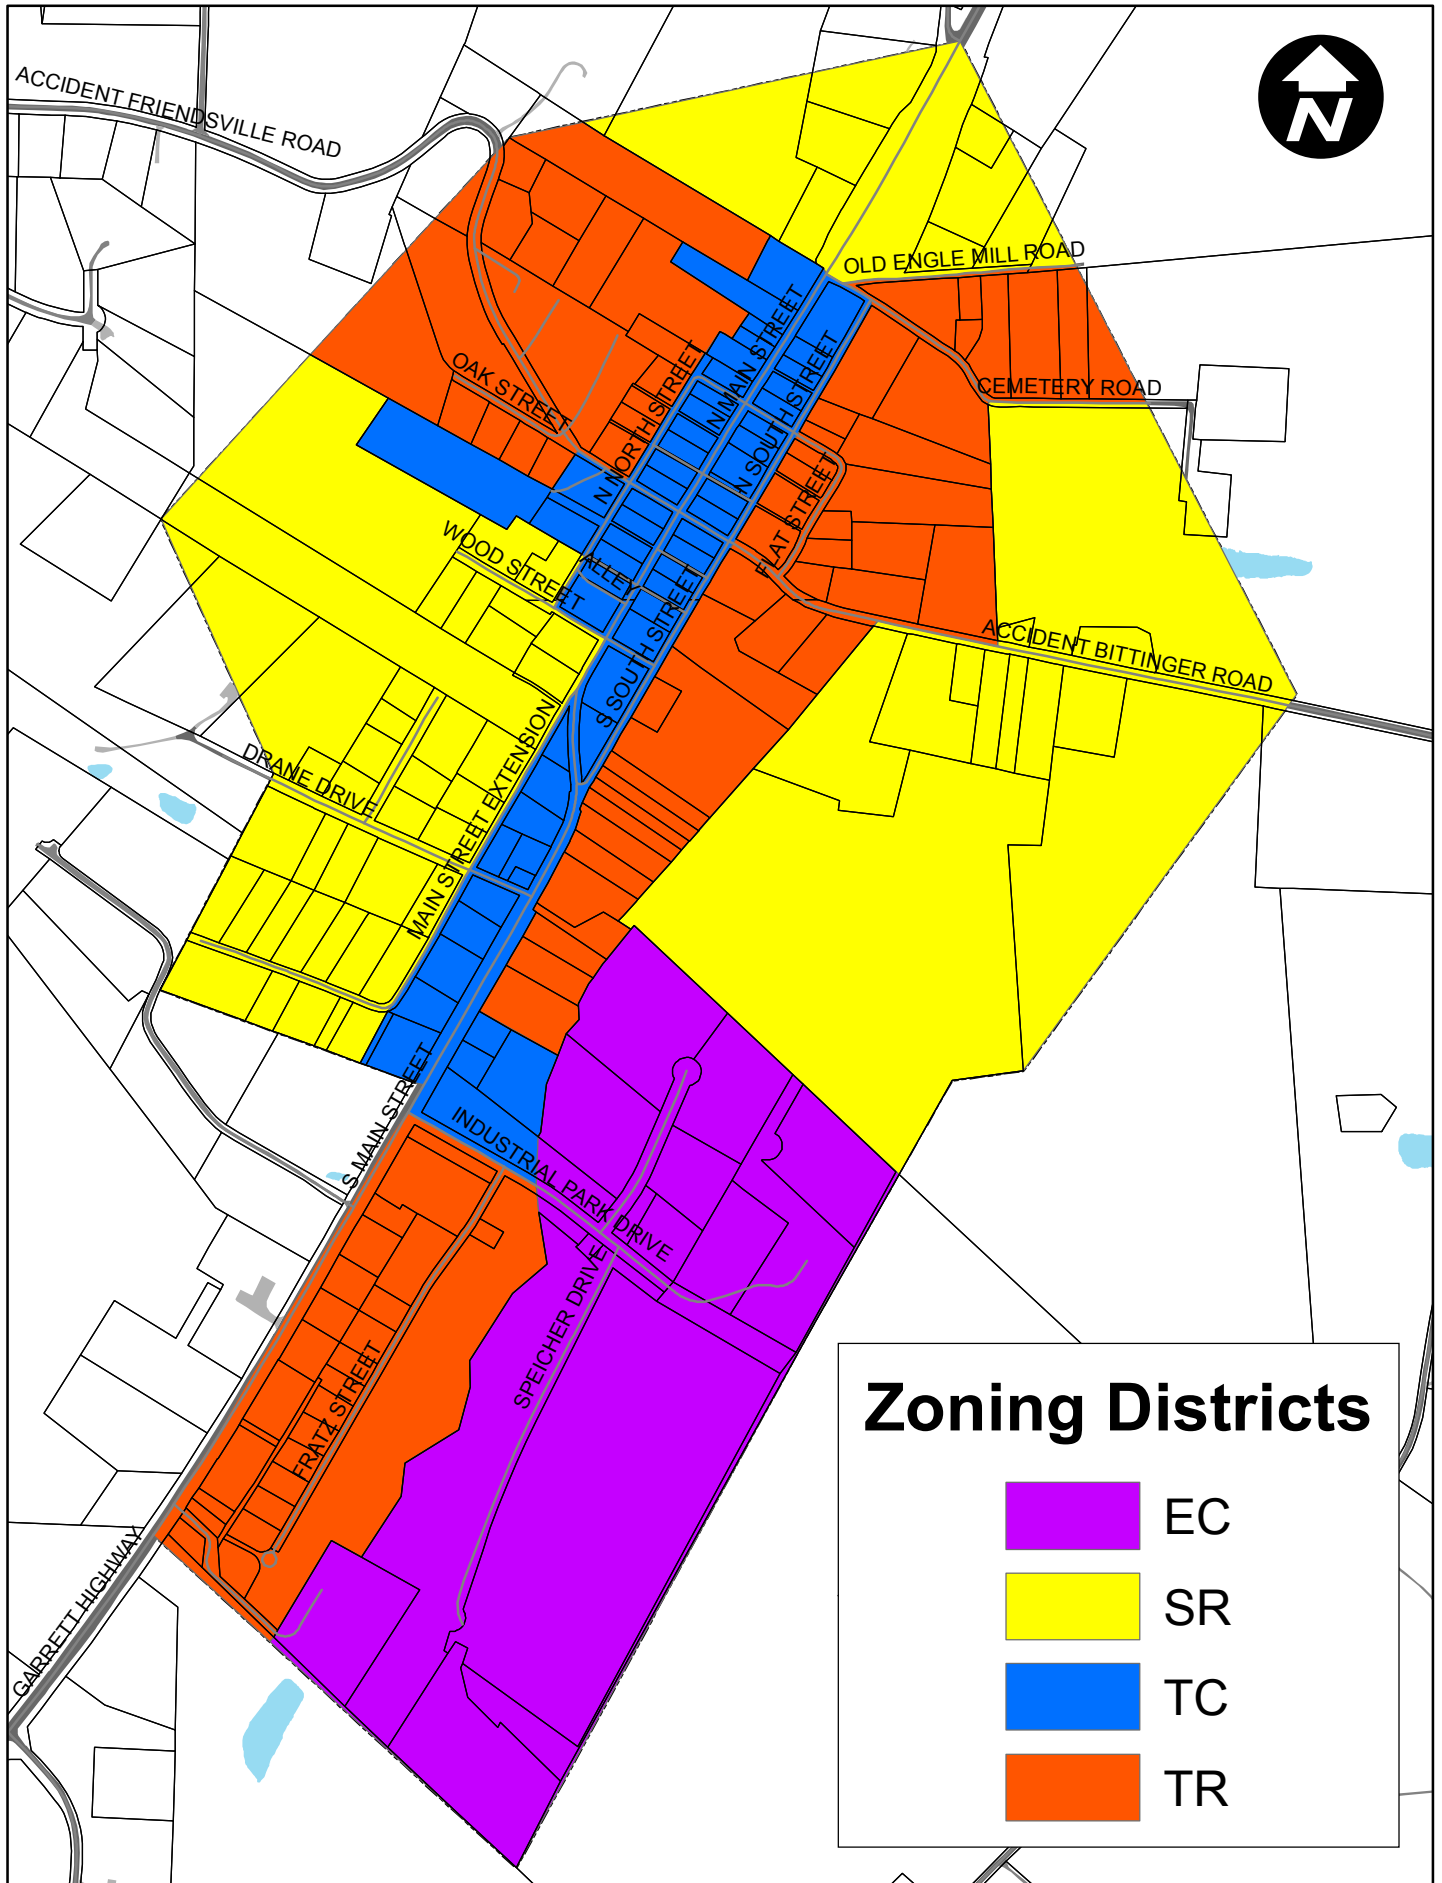 N
ACCIDENT FRIENDSVILLE ROAD
OLD ENGLE MILL ROAD
N MAIN STREET
N SOUTH STREET
N NORTH STREET
OAK STREET
CEMETERY ROAD
FLAT STREET
WOOD STREET
ALLEY
S SOUTH STREET
ACCIDENT BITTINGER ROAD
DRANE DRIVE
MAIN STREET EXTENSION
S MAIN STREET
INDUSTRIAL PARK DRIVE
SPEICHER DRIVE
FRATZ STREET
GARRETT HIGHWAY
Zoning Districts
EC
SR
TC
TR